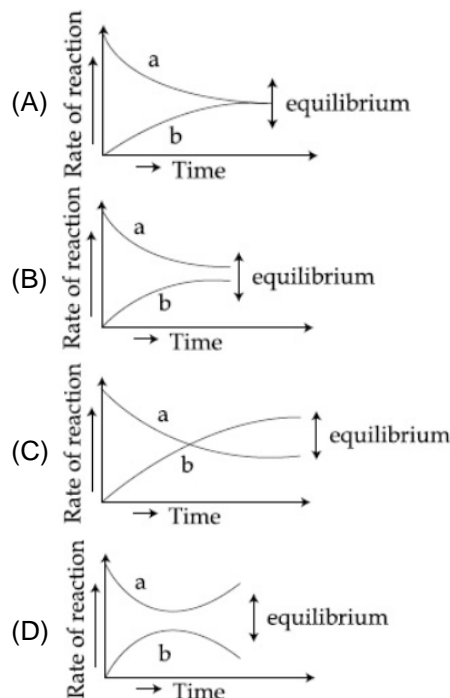 (A)
Rate of reaction
a
b
equilibrium
Time
(B)
Rate of reaction
a
b
equilibrium
Time
(C)
Rate of reaction
a
b
equilibrium
Time
(D)
Rate of reaction
a
b
equilibrium
Time